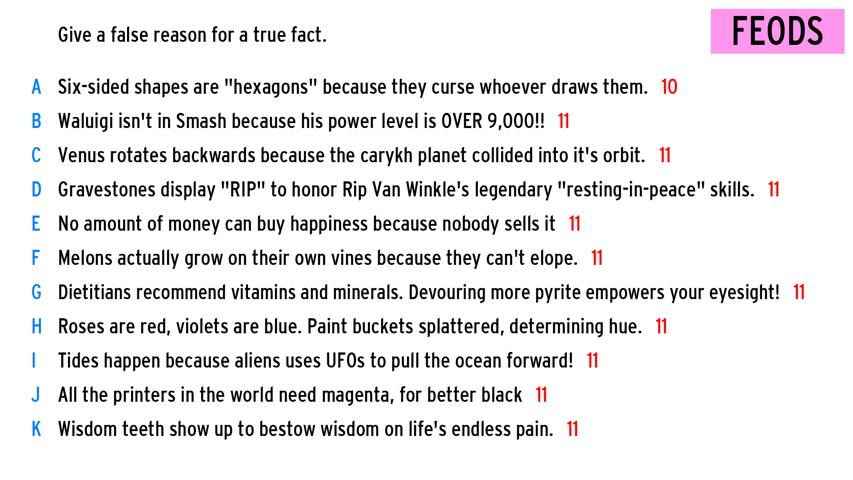 Give a false reason for a true fact.
FEODS
A Six-sided shapes are "hexagons" because they curse whoever draws them. 10
B Waluigi isn't in Smash because his power level is OVER 9,000!! 11
C Venus rotates backwards because the carykh planet collided into it's orbit. 11
D Gravestones display "RIP" to honor Rip Van Winkle's legendary "resting-in-peace" skills. 11
E No amount of money can buy happiness because nobody sells it 11
F Melons actually grow on their own vines because they can't elope. 11
G Dietitians recommend vitamins and minerals. Devouring more pyrite empowers your eyesight! 11
H Roses are red, violets are blue. Paint buckets splattered, determining hue. 11
I Tides happen because aliens uses UFOs to pull the ocean forward! 11
J All the printers in the world need magenta, for better black 11
K Wisdom teeth show up to bestow wisdom on life's endless pain. 11